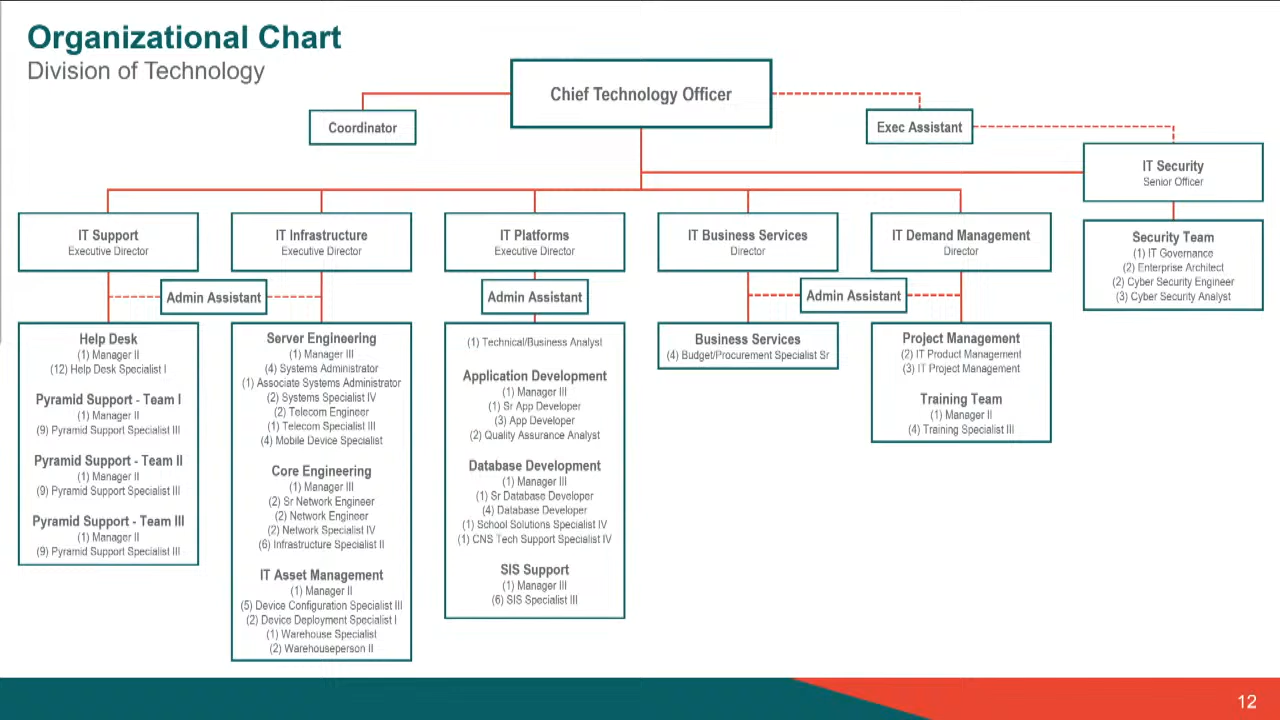 Organizational Chart
Division of Technology
Chief Technology Officer
Coordinator
Exec Assistant
IT Security
Senior Officer
Security Team
(1) IT Governance
(2) Enterprise Architect
(2) Cyber Security Engineer
(3) Cyber Security Analyst
IT Support
Executive Director
IT Infrastructure
Executive Director
IT Platforms
Executive Director
IT Business Services
Director
IT Demand Management
Director
Admin Assistant
Admin Assistant
Admin Assistant
Help Desk
(1) Manager II
(12) Help Desk Specialist I
Pyramid Support - Team I
(1) Manager II
(9) Pyramid Support Specialist III
Pyramid Support - Team II
(1) Manager II
(9) Pyramid Support Specialist III
Pyramid Support - Team III
(1) Manager II
(9) Pyramid Support Specialist III
Server Engineering
(1) Manager III
(4) Systems Administrator
(1) Associate Systems Administrator
(2) Systems Specialist IV
(2) Telecom Engineer
(1) Telecom Specialist III
(4) Mobile Device Specialist
Core Engineering
(1) Manager III
(2) Sr Network Engineer
(2) Network Engineer
(2) Network Specialist IV
(6) Infrastructure Specialist II
IT Asset Management
(1) Manager II
(5) Device Configuration Specialist III
(2) Device Deployment Specialist I
(1) Warehouse Specialist
(2) Warehouseperson II
(1) Technical/Business Analyst
Application Development
(1) Manager III
(1) Sr App Developer
(3) App Developer
(2) Quality Assurance Analyst
Database Development
(1) Manager III
(1) Sr Database Developer
(4) Database Developer
(1) School Solutions Specialist IV
(1) CNS Tech Support Specialist IV
SIS Support
(1) Manager III
(6) SIS Specialist III
Business Services
(4) Budget/Procurement Specialist Sr
Project Management
(2) IT Product Management
(3) IT Project Management
Training Team
(1) Manager II
(4) Training Specialist III
12